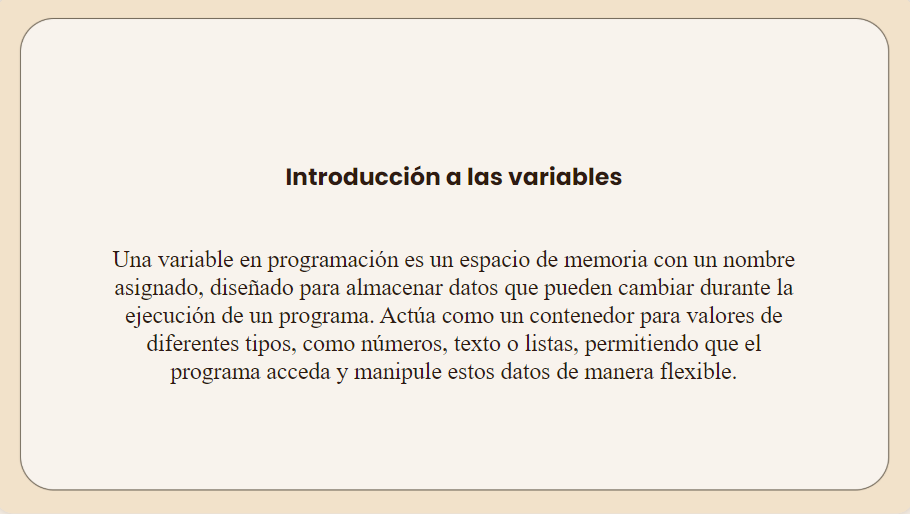 Introducción a las variables
Una variable en programación es un espacio de memoria con un nombre
asignado, diseñado para almacenar datos que pueden cambiar durante la
ejecución de un programa. Actúa como un contenedor para valores de
diferentes tipos, como números, texto o listas, permitiendo que el
programa acceda y manipule estos datos de manera flexible.